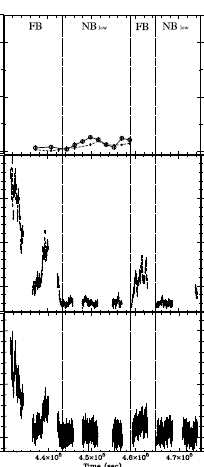 FB NB low FB NB low
4.4×10⁶ 4.5×10⁶ 4.6×10⁶ 4.7×10⁶
Time (sec)